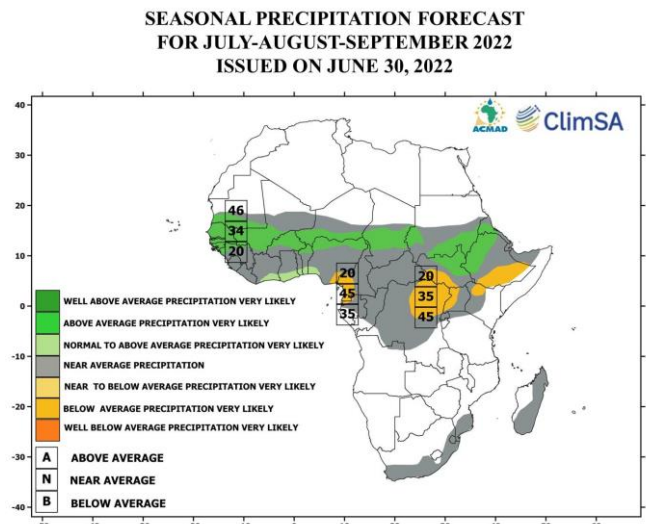 SEASONAL PRECIPITATION FORECAST
FOR JULY-AUGUST-SEPTEMBER 2022
ISSUED ON JUNE 30, 2022
ACMAD
ClimSA
40
30
20
10
0
-10
-20
-30
-40
46
34
20
20
45
35
20
35
45
WELL ABOVE AVERAGE PRECIPITATION VERY LIKELY
ABOVE AVERAGE PRECIPITATION VERY LIKELY
NORMAL TO ABOVE AVERAGE PRECIPITATION VERY LIKELY
NEAR AVERAGE PRECIPITATION
NEAR TO BELOW AVERAGE PRECIPITATION VERY LIKELY
BELOW AVERAGE PRECIPITATION VERY LIKELY
WELL BELOW AVERAGE PRECIPITATION VERY LIKELY
A ABOVE AVERAGE
N NEAR AVERAGE
B BELOW AVERAGE